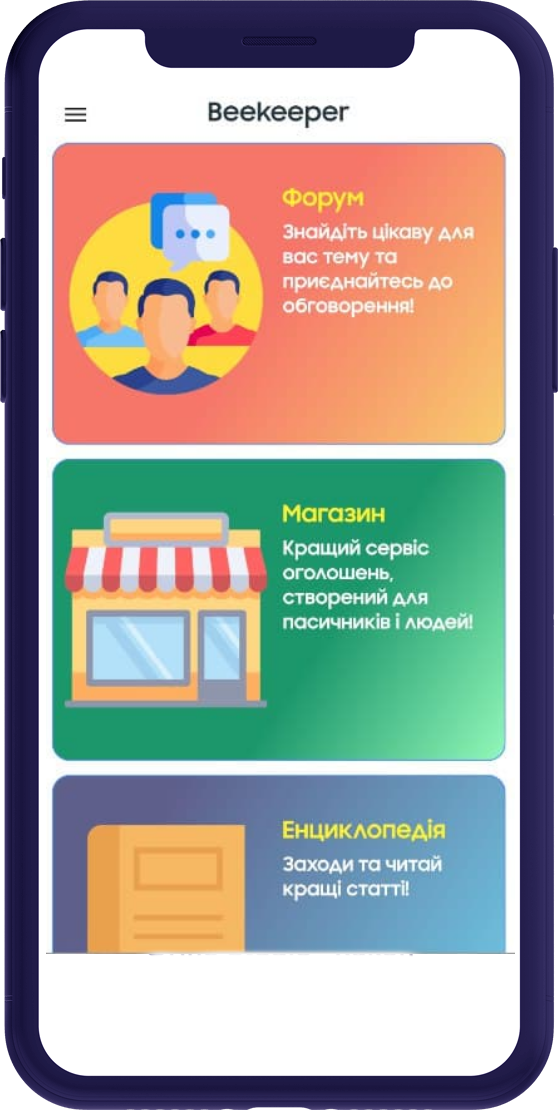 Beekeeper
Форум
Знайдіть цікаву для
вас тему та
приєднайтесь до
обговорення!
Магазин
Кращий сервіс
оголошень,
створений для
пасичників і людей!
Енциклопедія
Заходи та читай
кращі статті!